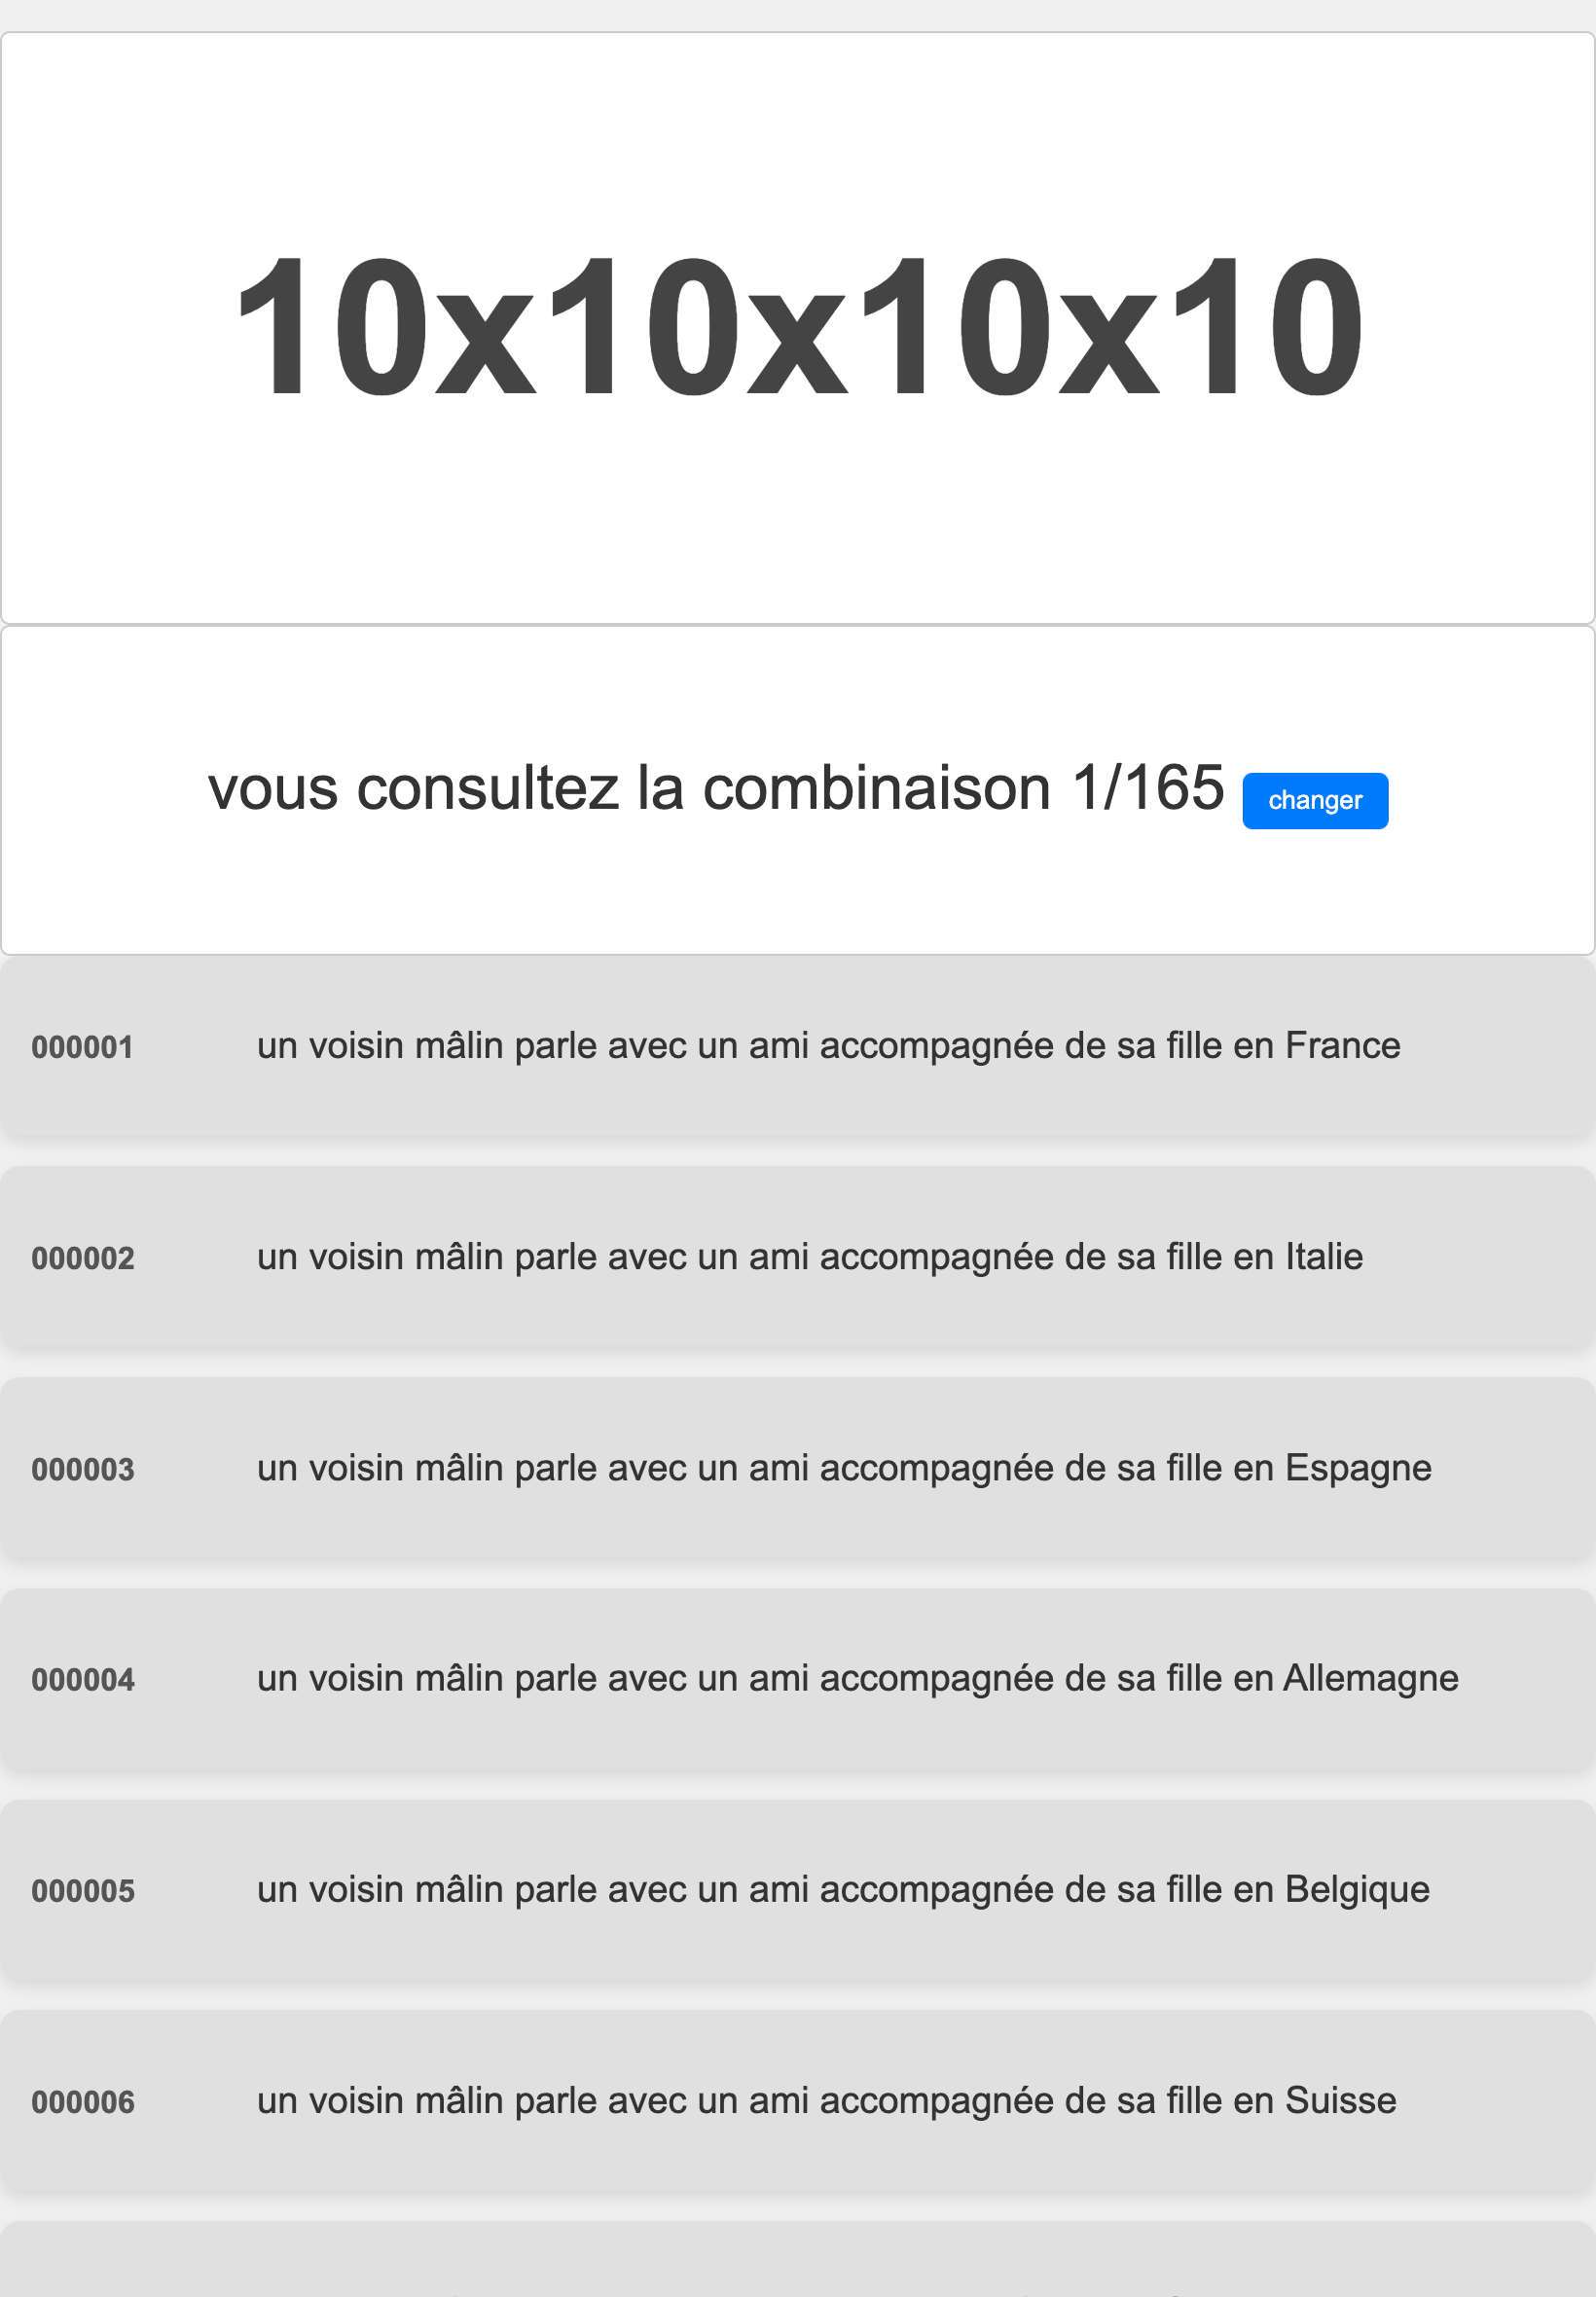 10x10x10x10
vous consultez la combinaison 1/165 changer
000001 un voisin mâlin parle avec un ami accompagnée de sa fille en France
000002 un voisin mâlin parle avec un ami accompagnée de sa fille en Italie
000003 un voisin mâlin parle avec un ami accompagnée de sa fille en Espagne
000004 un voisin mâlin parle avec un ami accompagnée de sa fille en Allemagne
000005 un voisin mâlin parle avec un ami accompagnée de sa fille en Belgique
000006 un voisin mâlin parle avec un ami accompagnée de sa fille en Suisse